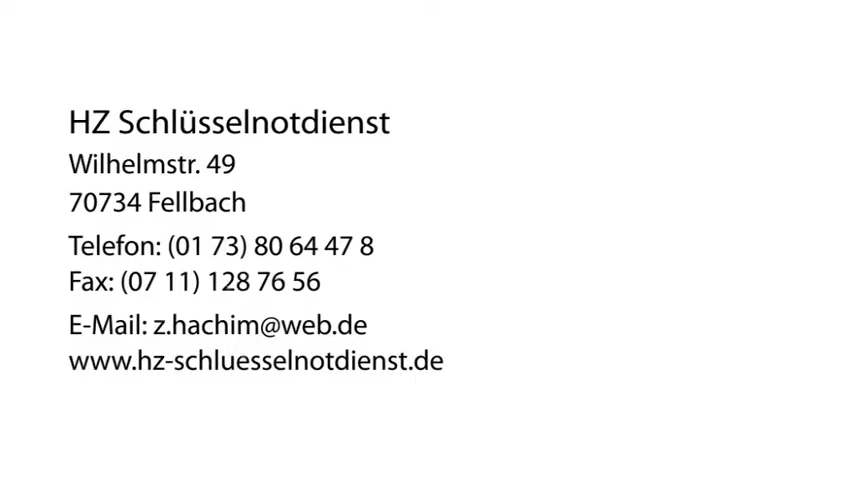 HZ Schlüsselnotdienst
Wilhelmstr. 49
70734 Fellbach
Telefon: (01 73) 80 64 47 8
Fax: (07 11) 128 76 56
E-Mail: z.hachim@web.de
www.hz-schluesselnotdienst.de